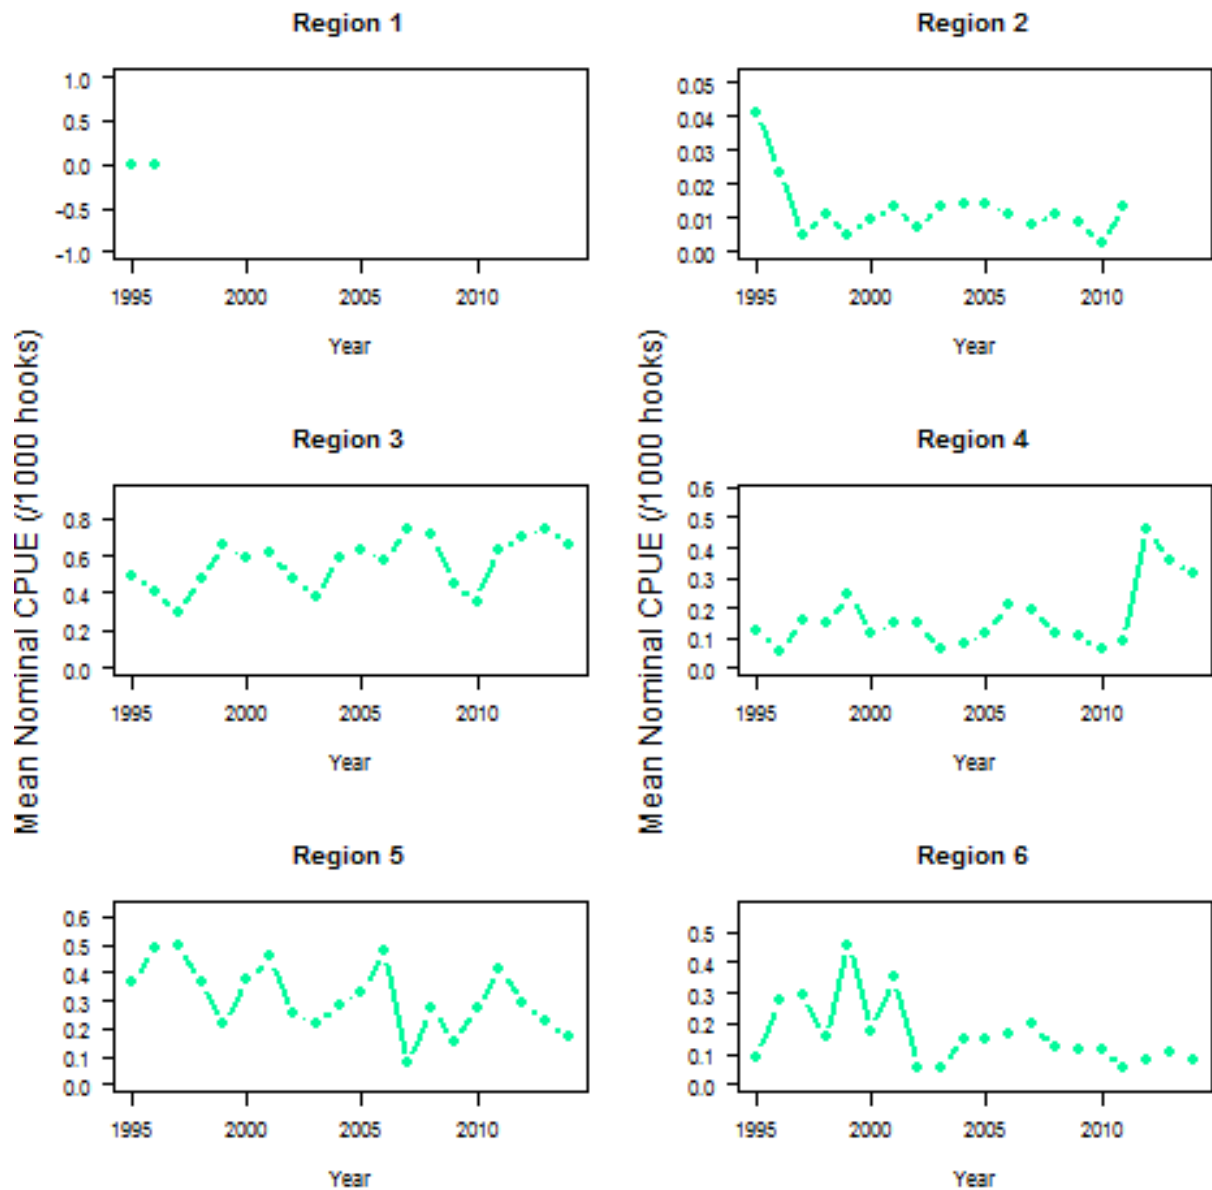 Region 1
1.0
0.5
0.0
-0.5
-1.0
1995 2000 2005 2010
Year
Region 2
0.05
0.04
0.03
0.02
0.01
0.00
1995 2000 2005 2010
Year
Mean Nominal CPUE (/1000 hooks)
Mean Nominal CPUE (/1000 hooks)
Region 3
0.8
0.6
0.4
0.2
0.0
1995 2000 2005 2010
Year
Region 4
0.6
0.5
0.4
0.3
0.2
0.1
0.0
1995 2000 2005 2010
Year
Region 5
0.6
0.5
0.4
0.3
0.2
0.1
0.0
1995 2000 2005 2010
Year
Region 6
0.5
0.4
0.3
0.2
0.1
0.0
1995 2000 2005 2010
Year